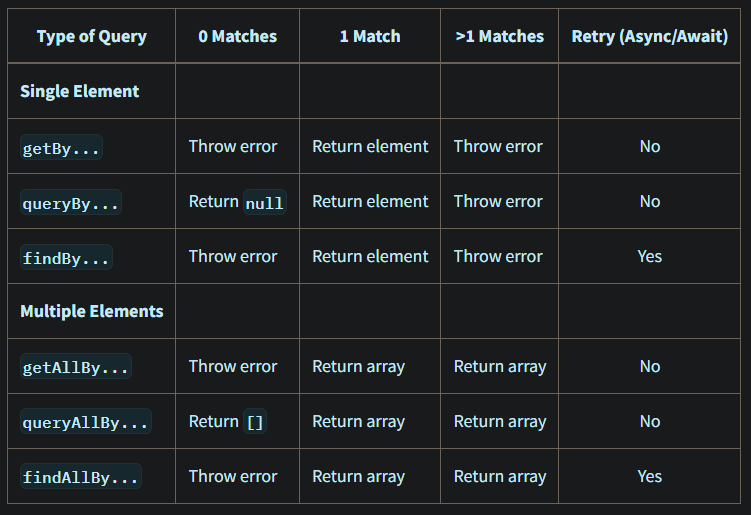 Type of Query 0 Matches 1 Match >1 Matches Retry (Async/Await)
Single Element
getBy... Throw error Return element Throw error No
queryBy... Return null Return element Throw error No
findBy... Throw error Return element Throw error Yes
Multiple Elements
getAllBy... Throw error Return array Return array No
queryAllBy... Return [] Return array Return array No
findAllBy... Throw error Return array Return array Yes